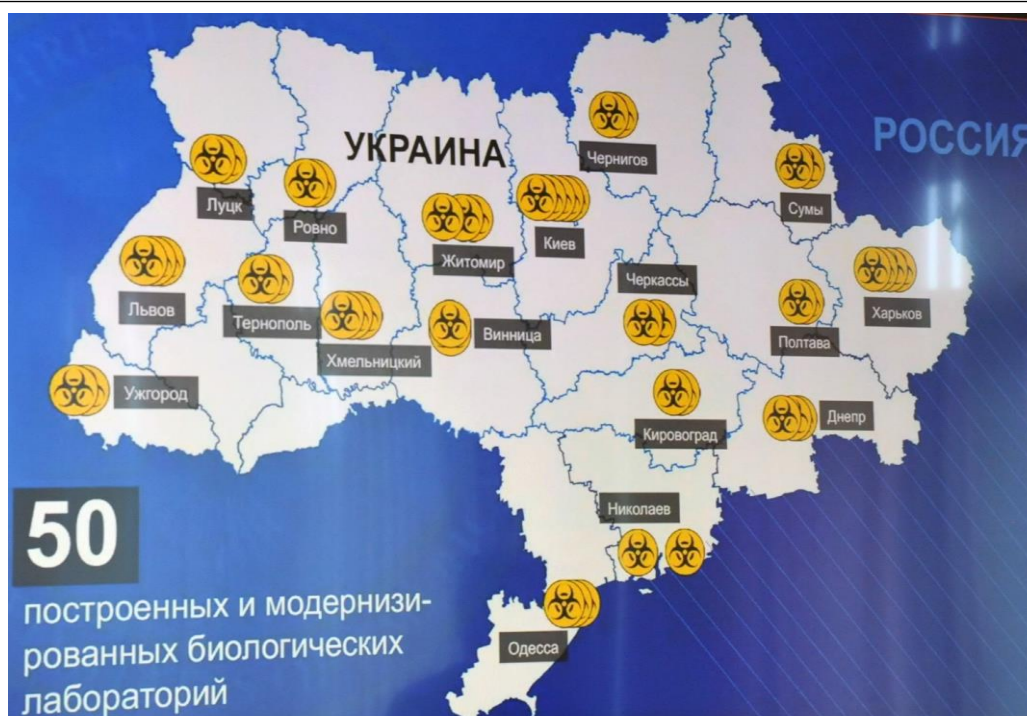 УКРАИНА
РОССИЯ
Чернигов
Луцк
Ровно
Сумы
Киев
Житомир
Черкассы
Львов
Тернополь
Харьков
Хмельницкий
Винница
Полтава
Ужгород
Днепр
Кировоград
Николаев
Одесса
50
построенных и модернизи-
рованных биологических
лабораторий